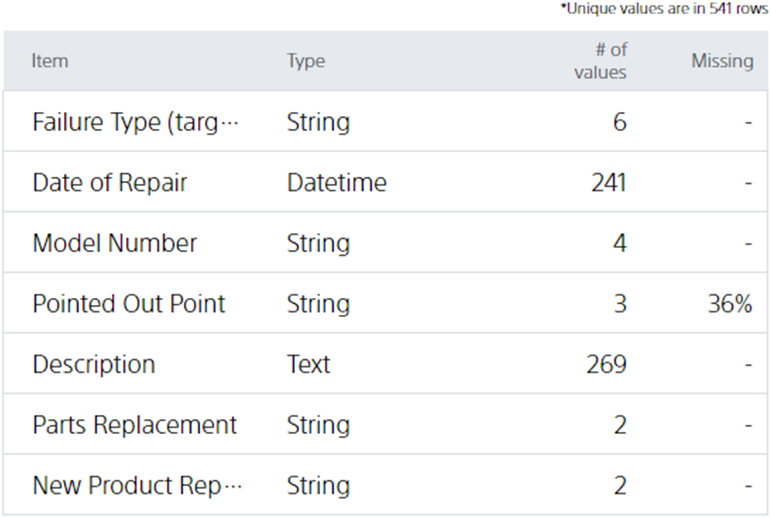 *Unique values are in 541 rows
Item Type # of values Missing
Failure Type (targ··· String 6 -
Date of Repair Datetime 241 -
Model Number String 4 -
Pointed Out Point String 3 36%
Description Text 269 -
Parts Replacement String 2 -
New Product Rep··· String 2 -